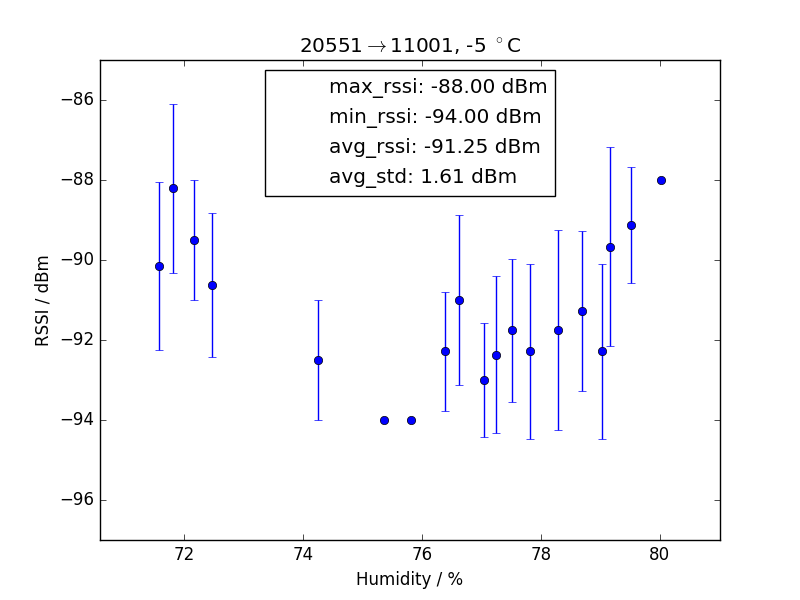 20551→11001, -5 °C
max_rssi: -88.00 dBm
min_rssi: -94.00 dBm
avg_rssi: -91.25 dBm
avg_std: 1.61 dBm
RSSI / dBm
−86
−88
−90
−92
−94
−96
72 74 76 78 80
Humidity / %